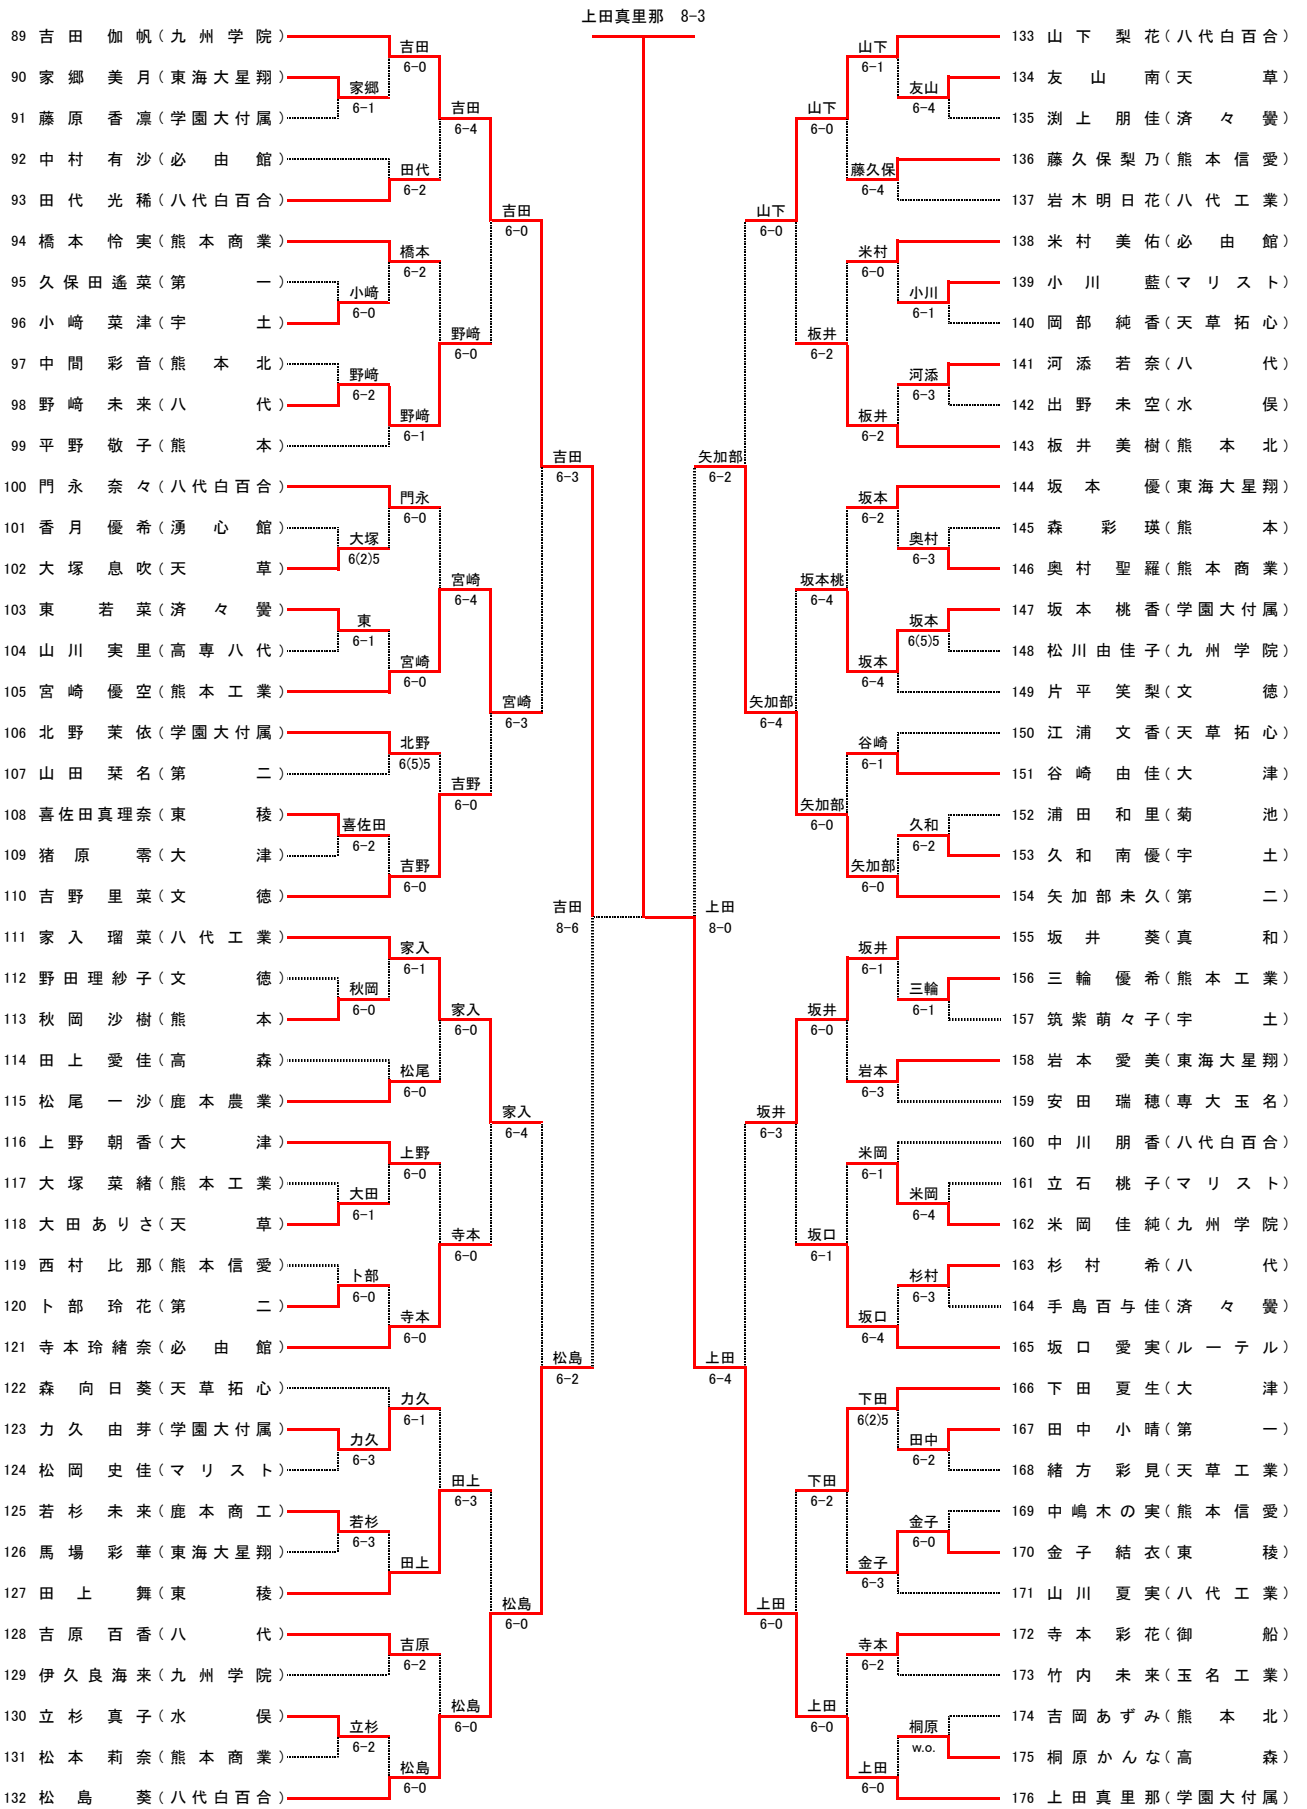 上田真里那 8-3
89 吉田 伽帆(九州学院)
90 家郷 美月(東海大星翔)
91 藤原 香凛(学園大付属)
92 中村 有沙(必由館)
93 田代 光稀(八代白百合)
94 橋本 怜実(熊本商業)
95 久保田遙菜(第一)
96 小﨑 菜津(宇土)
97 中間 彩音(熊本北)
98 野﨑 未来(八代)
99 平野 敬子(熊本)
100 門永 奈々(八代白百合)
101 香月 優希(湧心館)
102 大塚 息吹(天草)
103 東 若菜(済々黌)
104 山川 実里(高専八代)
105 宮崎 優空(熊本工業)
106 北野 茉依(学園大付属)
107 山田 栞名(第二)
108 喜佐田真理奈(東稜)
109 猪原 零(大津)
110 吉野 里菜(文徳)
111 家入 瑠菜(八代工業)
112 野田理紗子(文徳)
113 秋岡 沙樹(熊本)
114 田上 愛佳(高森)
115 松尾 一沙(鹿本農業)
116 上野 朝香(大津)
117 大塚 菜緒(熊本工業)
118 大田ありさ(天草)
119 西村 比那(熊本信愛)
120 卜部 玲花(第二)
121 寺本玲緒奈(必由館)
122 森 向日葵(天草拓心)
123 力久 由芽(学園大付属)
124 松岡 史佳(マリスト)
125 若杉 未来(鹿本商工)
126 馬場 彩華(東海大星翔)
127 田上 舞(東稜)
128 吉原 百香(八代)
129 伊久良海来(九州学院)
130 立杉 真子(水俣)
131 松本 莉奈(熊本商業)
132 松島 葵(八代白百合)
家郷
6-1
小﨑
6-0
野﨑
6-2
大塚
6(2)5
東
6-1
喜佐田
6-2
秋岡
6-0
大田
6-1
卜部
6-0
力久
6-3
若杉
6-3
立杉
6-2
吉田
6-0
田代
6-2
橋本
6-2
野﨑
6-1
門永
6-0
宮崎
6-0
北野
6(5)5
吉野
6-0
家入
6-1
松尾
6-0
上野
6-0
寺本
6-0
力久
6-1
田上
吉原
6-2
松島
6-0
吉田
6-4
野﨑
6-0
宮崎
6-4
吉野
6-0
家入
6-0
寺本
6-0
田上
6-3
松島
6-0
吉田
6-0
宮崎
6-3
家入
6-4
松島
6-0
吉田
6-3
松島
6-2
吉田
8-6
上田
8-0
矢加部
6-2
上田
6-4
山下
6-0
矢加部
6-4
坂井
6-3
上田
6-0
山下
6-0
板井
6-2
坂本桃
6-4
矢加部
6-0
坂井
6-0
坂口
6-1
下田
6-2
上田
6-0
山下
6-1
藤久保
6-4
米村
6-0
板井
6-2
坂本
6-2
坂本
6-4
谷崎
6-1
矢加部
6-0
坂井
6-1
岩本
6-3
米岡
6-1
坂口
6-4
下田
6(2)5
金子
6-3
寺本
6-2
上田
6-0
友山
6-4
小川
6-1
河添
6-3
奥村
6-3
坂本
6(5)5
久和
6-2
三輪
6-1
米岡
6-4
杉村
6-3
田中
6-2
金子
6-0
桐原
w.o.
133 山下 梨花(八代白百合)
134 友山 南(天草)
135 渕上 朋佳(済々黌)
136 藤久保梨乃(熊本信愛)
137 岩木明日花(八代工業)
138 米村 美佑(必由館)
139 小川 藍(マリスト)
140 岡部 純香(天草拓心)
141 河添 若奈(八代)
142 出野 未空(水俣)
143 板井 美樹(熊本北)
144 坂本 優(東海大星翔)
145 森 彩瑛(熊本)
146 奥村 聖羅(熊本商業)
147 坂本 桃香(学園大付属)
148 松川由佳子(九州学院)
149 片平 笑梨(文徳)
150 江浦 文香(天草拓心)
151 谷崎 由佳(大津)
152 浦田 和里(菊池)
153 久和 南優(宇土)
154 矢加部未久(第二)
155 坂井 葵(真和)
156 三輪 優希(熊本工業)
157 筑紫萌々子(宇土)
158 岩本 愛美(東海大星翔)
159 安田 瑞穂(専大玉名)
160 中川 朋香(八代白百合)
161 立石 桃子(マリスト)
162 米岡 佳純(九州学院)
163 杉村 希(八代)
164 手島百与佳(済々黌)
165 坂口 愛実(ルーテル)
166 下田 夏生(大津)
167 田中 小晴(第一)
168 緒方 彩見(天草工業)
169 中嶋木の実(熊本信愛)
170 金子 結衣(東稜)
171 山川 夏実(八代工業)
172 寺本 彩花(御船)
173 竹内 未来(玉名工業)
174 吉岡あずみ(熊本北)
175 桐原かんな(高森)
176 上田真里那(学園大付属)